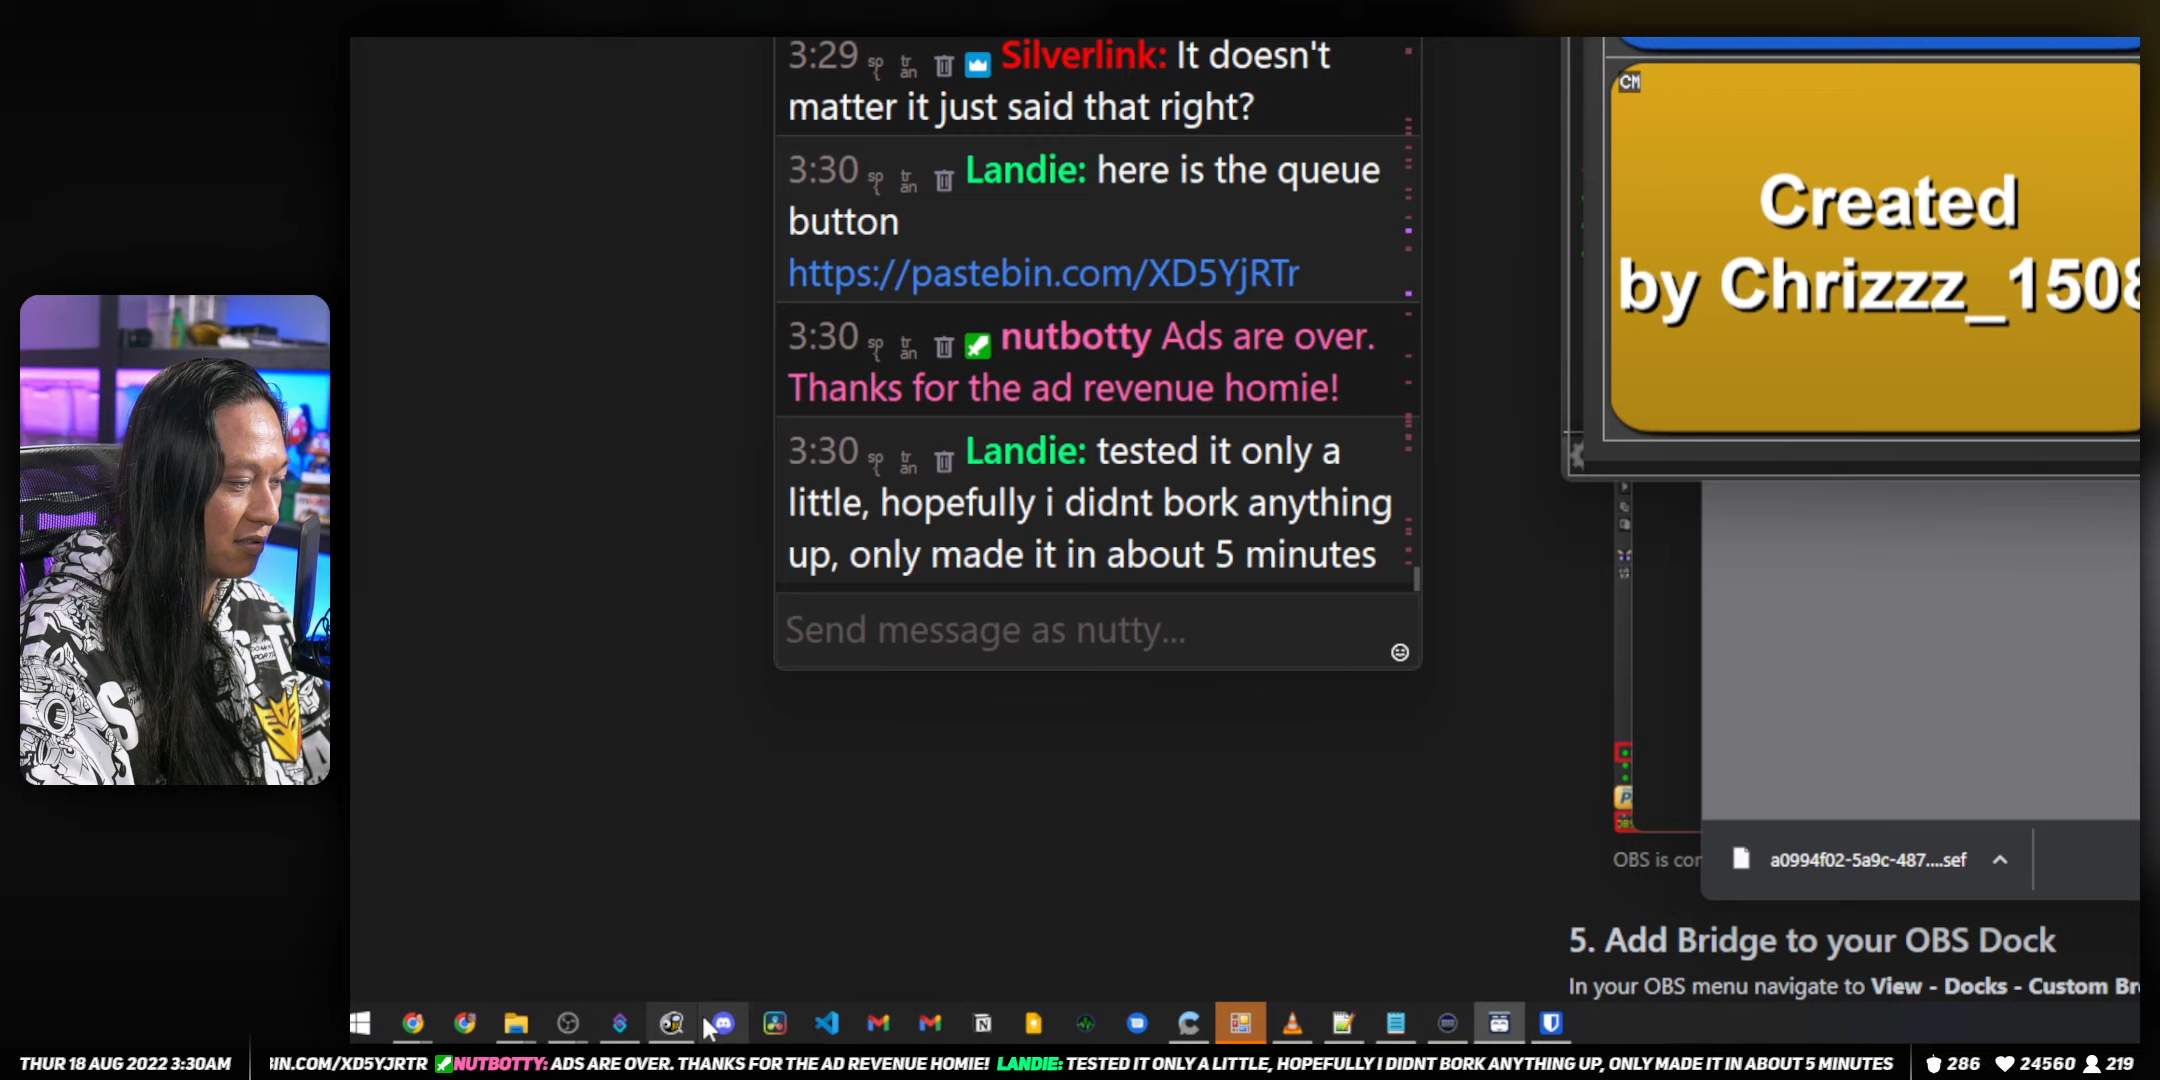 3:29 Silverlink: It doesn't
matter it just said that right?
3:30 Landie: here is the queue
button
https://pastebin.com/XD5YjRTr
3:30 nutbotty Ads are over.
Thanks for the ad revenue homie!
3:30 Landie: tested it only a
little, hopefully i didnt bork anything
up, only made it in about 5 minutes
Send message as nutty...
CM
Created
by Chrizzz_1508
OBS is cor
a0994f02-5a9c-487....sef
5. Add Bridge to your OBS Dock
In your OBS menu navigate to View - Docks - Custom Br
THUR 18 AUG 2022 3:30AM
BIN.COM/XD5YJRTR NUTBOTTY: ADS ARE OVER. THANKS FOR THE AD REVENUE HOMIE! LANDIE: TESTED IT ONLY A LITTLE, HOPEFULLY I DIDNT BORK ANYTHING UP, ONLY MADE IT IN ABOUT 5 MINUTES
286 24560 219